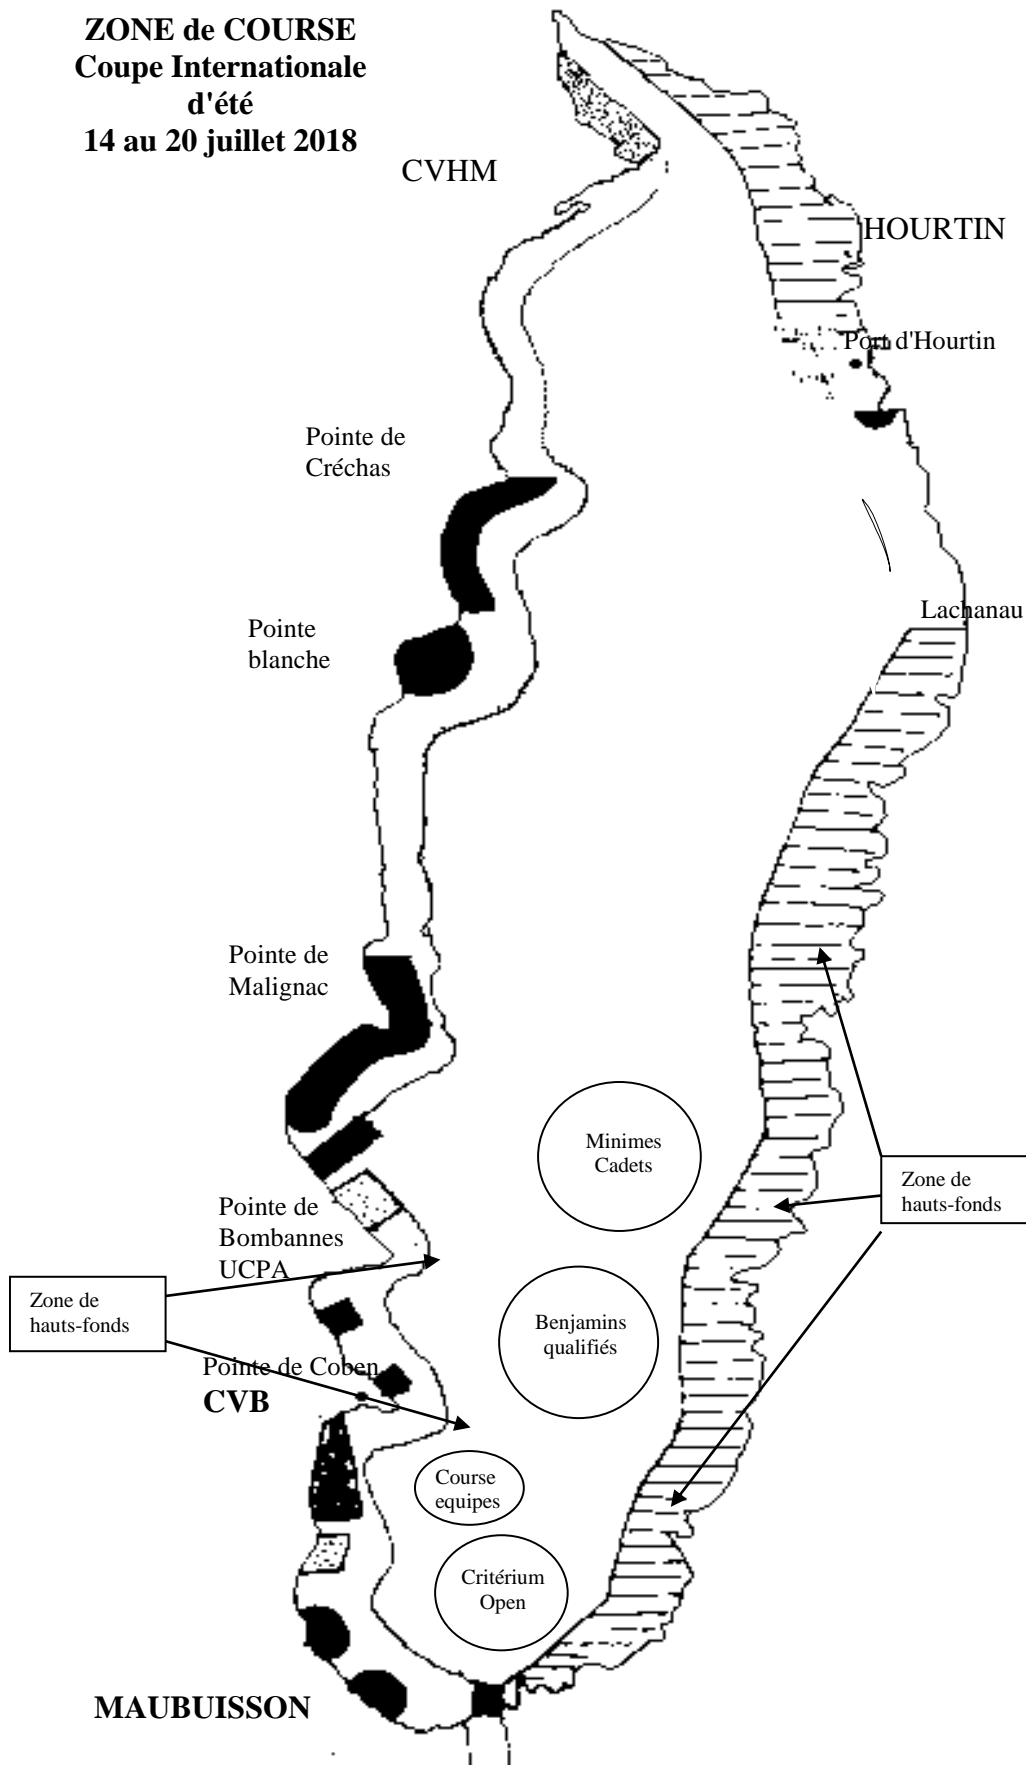 ZONE de COURSE
Coupe Internationale
d'été
14 au 20 juillet 2018
CVHM
HOURTIN
Port d'Hourtin
Pointe de
Créchas
Lachanau
Pointe
blanche
Pointe de
Malignac
Minimes
Cadets
Zone de
hauts-fonds
Pointe de
Bombannes
UCPA
Zone de
hauts-fonds
Benjamins
qualifiés
Pointe de Coben
CVB
Course
equipes
Critérium
Open
MAUBUISSON